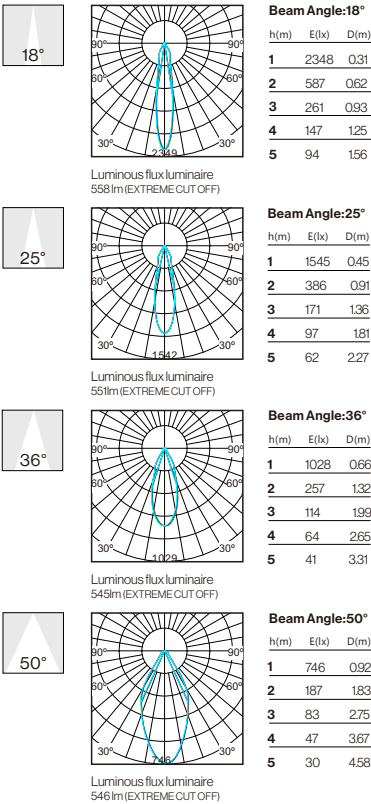 18°
90° 90°
60° 60°
30° 30°
2349
Luminous flux luminaire
558 lm (EXTREME CUT OFF)
Beam Angle:18°
h(m) E(lx) D(m)
1 2348 0.31
2 587 0.62
3 261 0.93
4 147 1.25
5 94 1.56
25°
90° 90°
60° 60°
30° 30°
1542
Luminous flux luminaire
551lm (EXTREME CUT OFF)
Beam Angle:25°
h(m) E(lx) D(m)
1 1545 0.45
2 386 0.91
3 171 1.36
4 97 1.81
5 62 2.27
36°
90° 90°
60° 60°
30° 30°
1029
Luminous flux luminaire
545lm (EXTREME CUT OFF)
Beam Angle:36°
h(m) E(lx) D(m)
1 1028 0.66
2 257 1.32
3 114 1.99
4 64 2.65
5 41 3.31
50°
90° 90°
60° 60°
30° 30°
746
Luminous flux luminaire
546 lm (EXTREME CUT OFF)
Beam Angle:50°
h(m) E(lx) D(m)
1 746 0.92
2 187 1.83
3 83 2.75
4 47 3.67
5 30 4.58